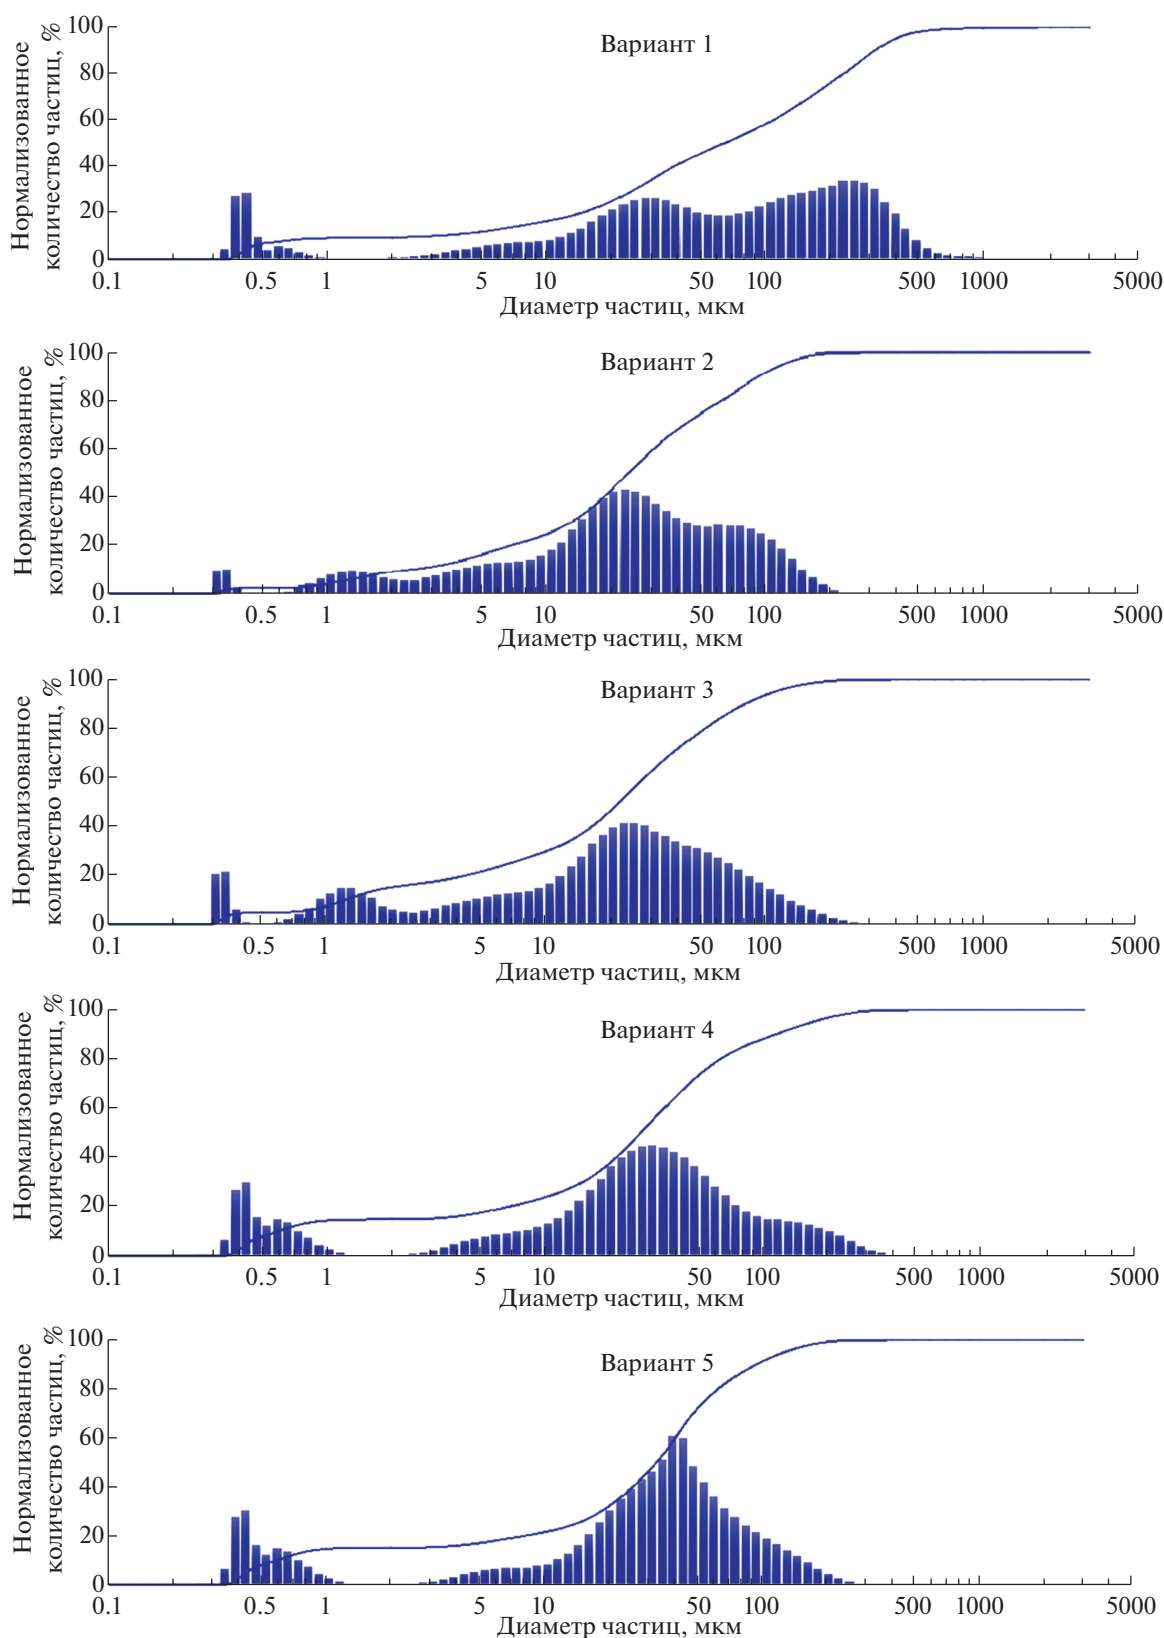 Нормализованное
количество частиц, %
Вариант 1
100
80
60
40
20
0
0.1 0.5 1 5 10 50 100 500 1000 5000
Диаметр частиц, мкм
Нормализованное
количество частиц, %
Вариант 2
100
80
60
40
20
0
0.1 0.5 1 5 10 50 100 500 1000 5000
Диаметр частиц, мкм
Нормализованное
количество частиц, %
Вариант 3
100
80
60
40
20
0
0.1 0.5 1 5 10 50 100 500 1000 5000
Диаметр частиц, мкм
Нормализованное
количество частиц, %
Вариант 4
100
80
60
40
20
0
0.1 0.5 1 5 10 50 100 500 1000 5000
Диаметр частиц, мкм
Нормализованное
количество частиц, %
Вариант 5
100
80
60
40
20
0
0.1 0.5 1 5 10 50 100 500 1000 5000
Диаметр частиц, мкм